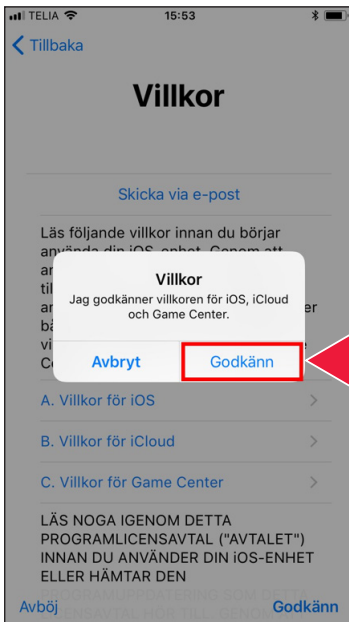 TELIA 15:53
Tillbaka
Villkor
Skicka via e-post
Läs följande villkor innan du börjar
använda din iOS-enhet. Genom att
Villkor
Jag godkänner villkoren för iOS, iCloud
och Game Center.
Avbryt Godkänn
A. Villkor för iOS
B. Villkor för iCloud
C. Villkor för Game Center
LÄS NOGA IGENOM DETTA
PROGRAMLICENSAVTAL ("AVTALET")
INNAN DU ANVÄNDER DIN iOS-ENHET
ELLER HÄMTAR DEN
PROGRAMUPPDATERING SOM DETTA
Avböj Godkänn